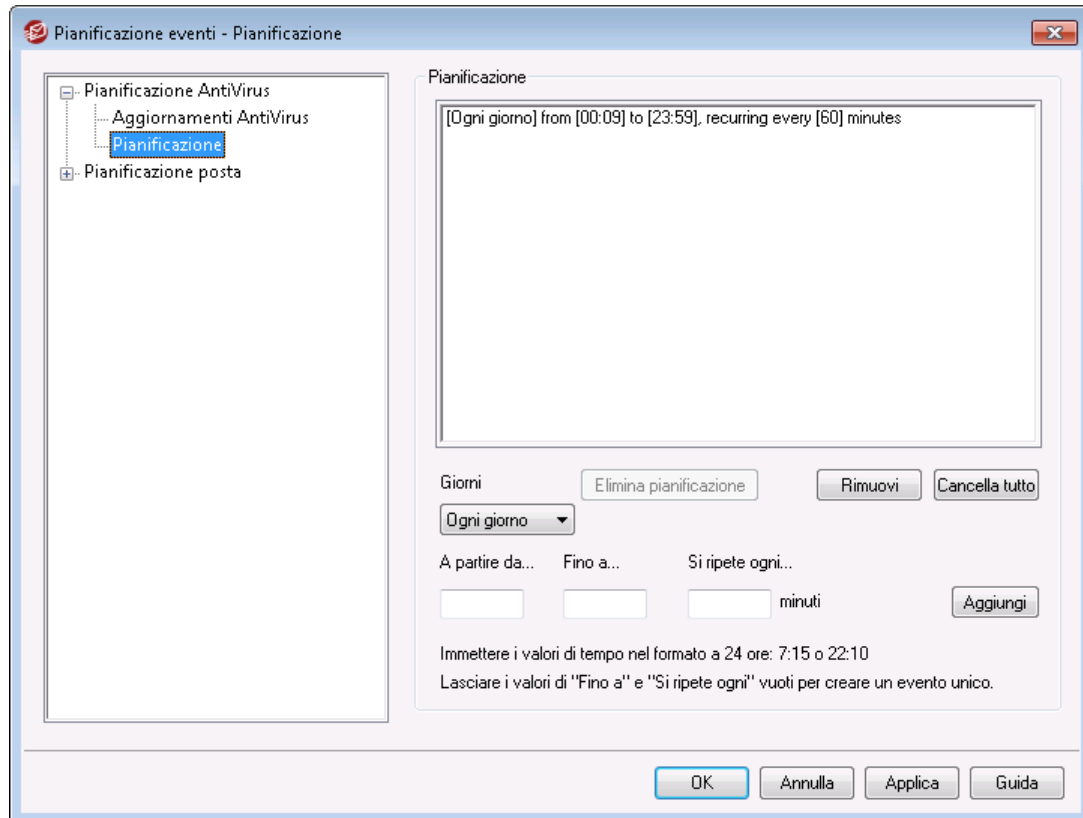 Pianificazione eventi - Pianificazione
Pianificazione AntiVirus
Aggiornamenti AntiVirus
Pianificazione
Pianificazione posta
Pianificazione
[Ogni giorno] from [00:09] to [23:59], recurring every [60] minutes
Giorni
Elimina pianificazione
Rimuovi
Cancella tutto
Ogni giorno
A partire da...
Fino a...
Si ripete ogni...
minuti
Aggiungi
Immettere i valori di tempo nel formato a 24 ore: 7:15 o 22:10
Lasciare i valori di "Fino a" e "Si ripete ogni" vuoti per creare un evento unico.
OK
Annulla
Applica
Guida